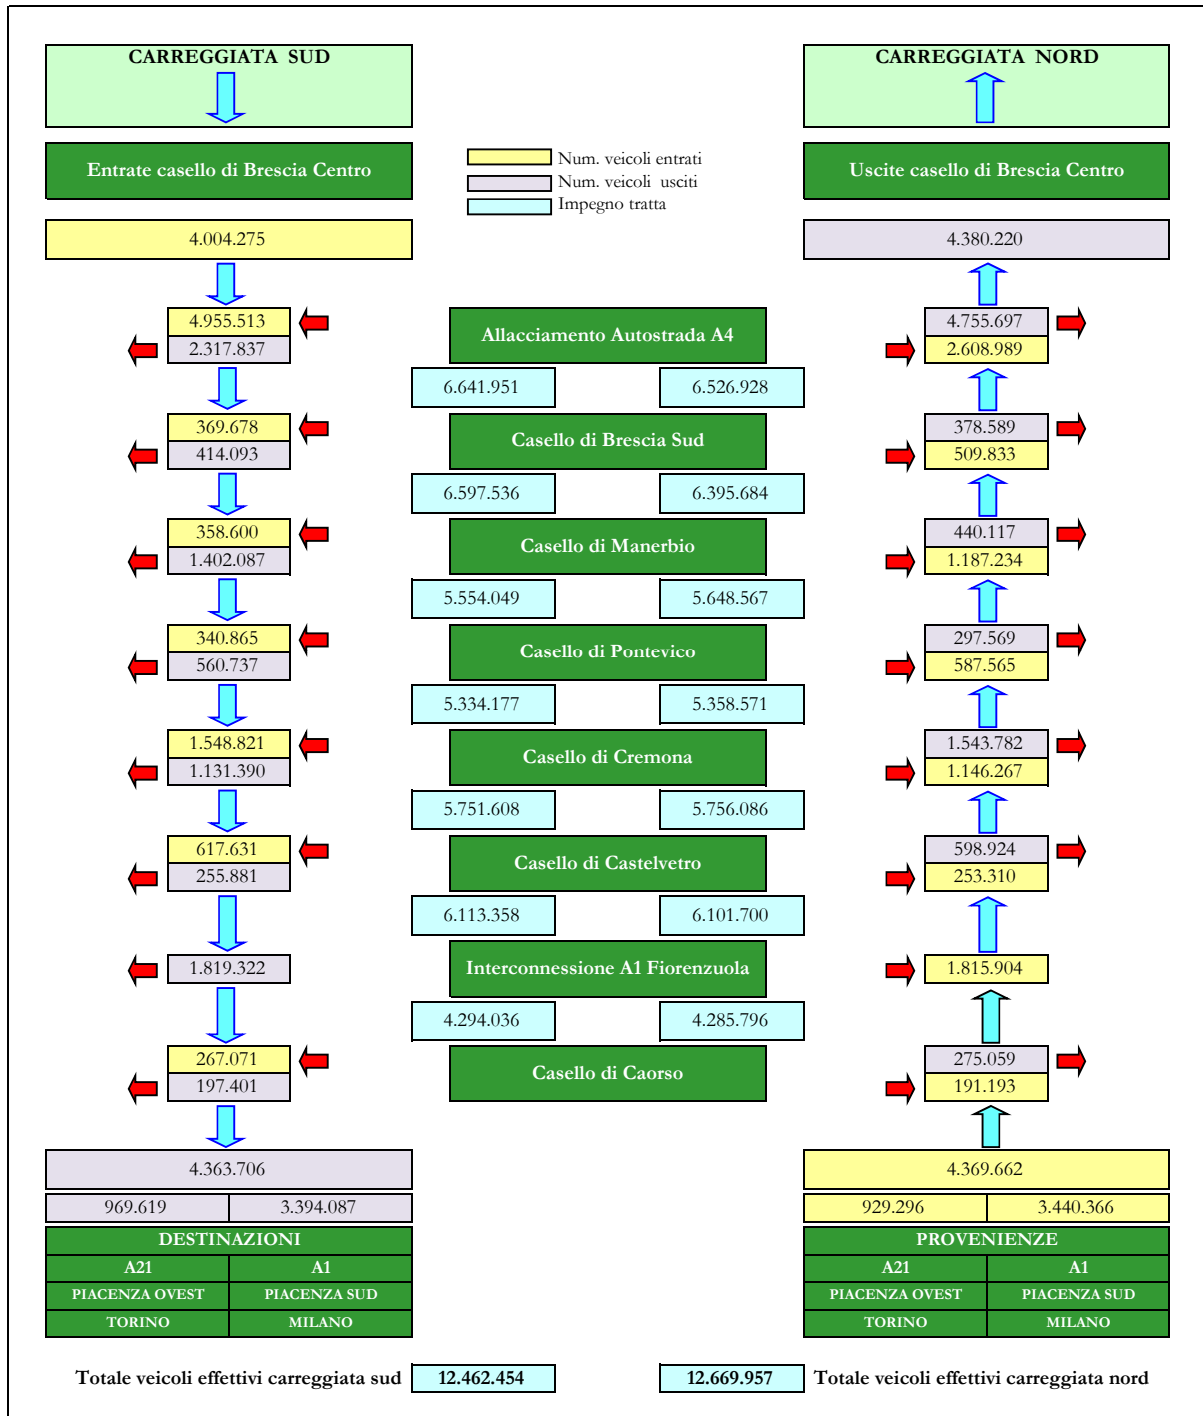 CARREGGIATA SUD
CARREGGIATA NORD
Entrate casello di Brescia Centro
Num. veicoli entrati
Num. veicoli usciti
Impegno tratta
Uscite casello di Brescia Centro
4.004.275
4.380.220
4.955.513
2.317.837
Allacciamento Autostrada A4
4.755.697
2.608.989
6.641.951
6.526.928
369.678
414.093
Casello di Brescia Sud
378.589
509.833
6.597.536
6.395.684
358.600
1.402.087
Casello di Manerbio
440.117
1.187.234
5.554.049
5.648.567
340.865
560.737
Casello di Pontevico
297.569
587.565
5.334.177
5.358.571
1.548.821
1.131.390
Casello di Cremona
1.543.782
1.146.267
5.751.608
5.756.086
617.631
255.881
Casello di Castelvetro
598.924
253.310
6.113.358
6.101.700
1.819.322
Interconnessione A1 Fiorenzuola
1.815.904
4.294.036
4.285.796
267.071
197.401
Casello di Caorso
275.059
191.193
4.363.706
4.369.662
969.619
3.394.087
929.296
3.440.366
DESTINAZIONI
PROVENIENZE
A21
A1
A21
A1
PIACENZA OVEST
PIACENZA SUD
PIACENZA OVEST
PIACENZA SUD
TORINO
MILANO
TORINO
MILANO
Totale veicoli effettivi carreggiata sud
12.462.454
12.669.957
Totale veicoli effettivi carreggiata nord